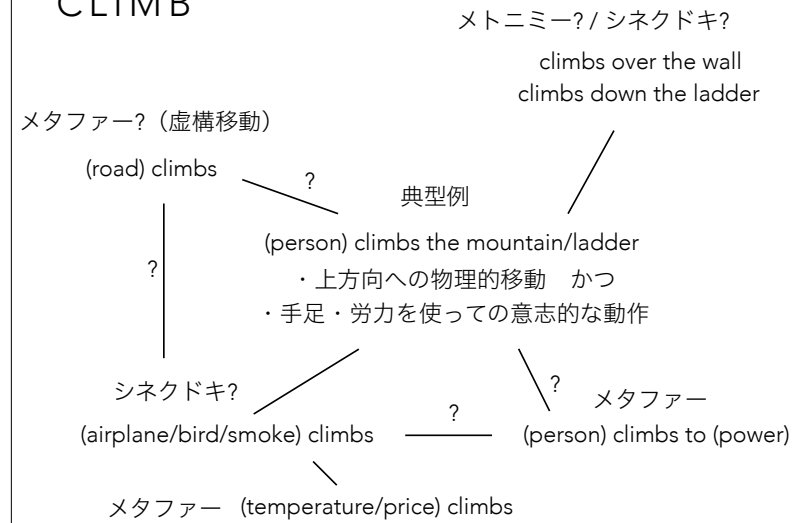 CLIMB
メトニミー? / シネクドキ?
climbs over the wall
climbs down the ladder
メタファー?（虚構移動）
(road) climbs
?
典型例
(person) climbs the mountain/ladder
?
・上方向への物理的移動　かつ
・手足・労力を使っての意志的な動作
シネクドキ?
?
メタファー
(airplane/bird/smoke) climbs
?
(person) climbs to (power)
メタファー (temperature/price) climbs